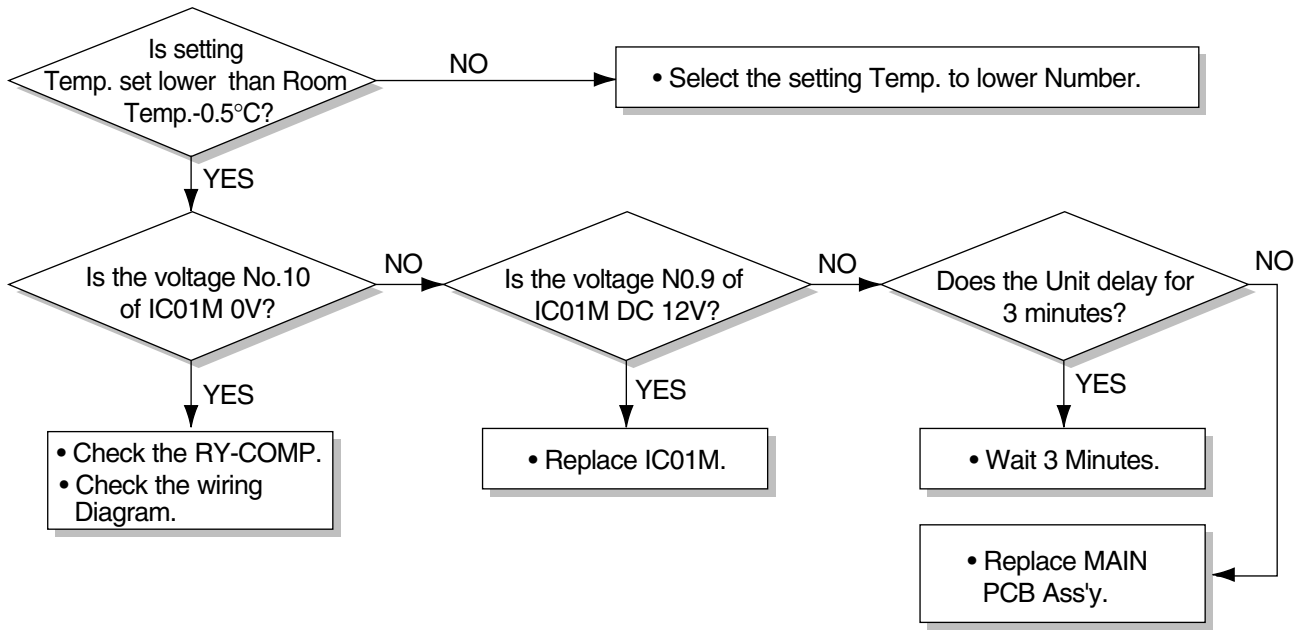 Is setting
Temp. set lower than Room
Temp.-0.5°C?
NO
• Select the setting Temp. to lower Number.
YES
Is the voltage No.10
of IC01M 0V?
NO
Is the voltage N0.9 of
IC01M DC 12V?
NO
Does the Unit delay for
3 minutes?
NO
YES
• Check the RY-COMP.
• Check the wiring
Diagram.
YES
• Replace IC01M.
YES
• Wait 3 Minutes.
• Replace MAIN
PCB Ass'y.